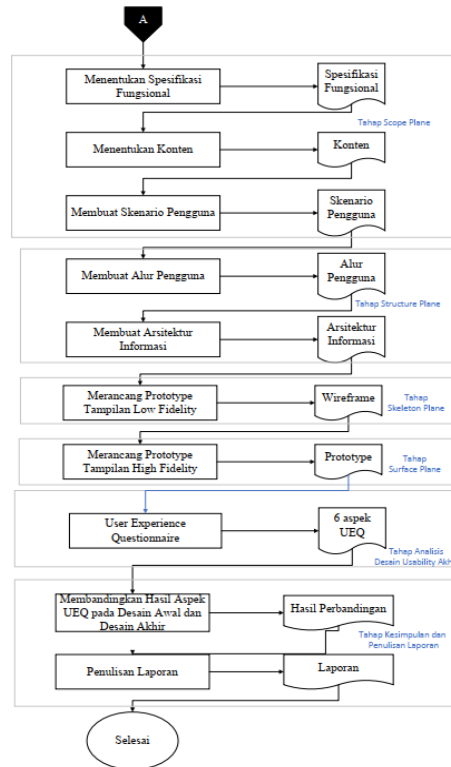 A
Menentukan Spesifikasi
Fungsional
Spesifikasi
Fungsional
Tahap Scope Plane
Menentukan Konten
Konten
Membuat Skenario Pengguna
Skenario
Pengguna
Membuat Alur Pengguna
Alur
Pengguna
Tahap Structure Plane
Membuat Arsitektur
Informasi
Arsitektur
Informasi
Merancang Prototype
Tampilan Low Fidelity
Wireframe
Tahap
Skeleton Plane
Merancang Prototype
Tampilan High Fidelity
Prototype
Tahap
Surface Plane
User Experience
Questionnaire
6 aspek
UEQ
Tahap Analisis
Desain Usability Akhi
Membandingkan Hasil Aspek
UEQ pada Desain Awal dan
Desain Akhir
Hasil Perbandingan
Tahap Kesimpulan dan
Penulisan Laporan
Penulisan Laporan
Laporan
Selesai